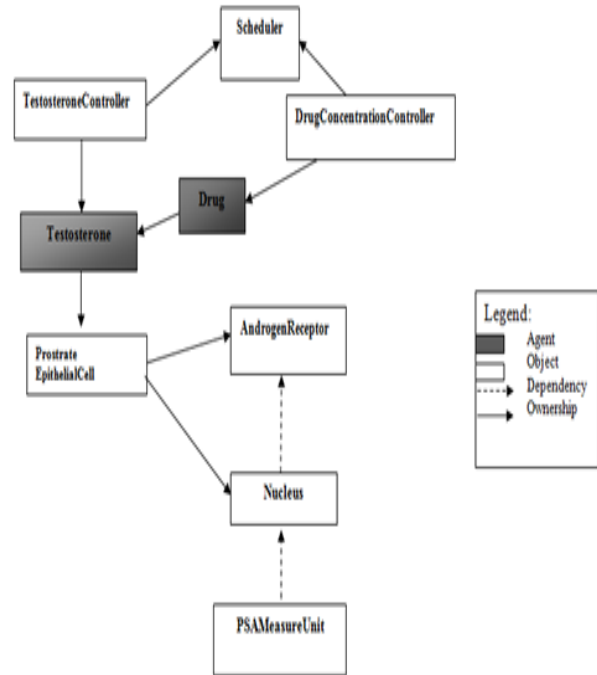 Scheduler
TestosteroneController
DrugConcentrationController
Drug
Testosterone
AndrogenReceptor
Prostrate
EpithelialCell
Nucleus
PSAMeasureUnit
Legend:
Agent
Object
Dependency
Ownership